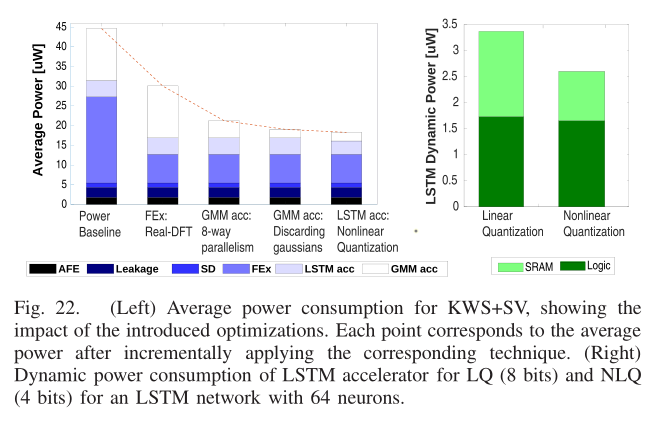 45
40
35
30
25
20
15
10
5
0
Average Power [uW]
Power Baseline
FEx: Real-DFT
GMM acc: 8-way parallelism
GMM acc: Discarding gaussians
LSTM acc: Nonlinear Quantization
AFE Leakage SD FEx LSTM acc GMM acc
3.5
3
2.5
2
1.5
1
0.5
0
LSTM Dynamic Power [uW]
Linear Quantization
Nonlinear Quantization
SRAM Logic
Fig. 22. (Left) Average power consumption for KWS+SV, showing the
impact of the introduced optimizations. Each point corresponds to the average
power after incrementally applying the corresponding technique. (Right)
Dynamic power consumption of LSTM accelerator for LQ (8 bits) and NLQ
(4 bits) for an LSTM network with 64 neurons.